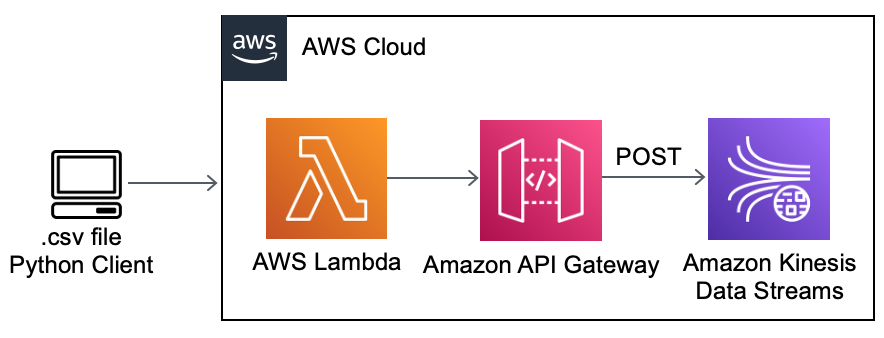 aws
AWS Cloud
POST
</>
.csv file
Python Client
AWS Lambda
Amazon API Gateway
Amazon Kinesis
Data Streams